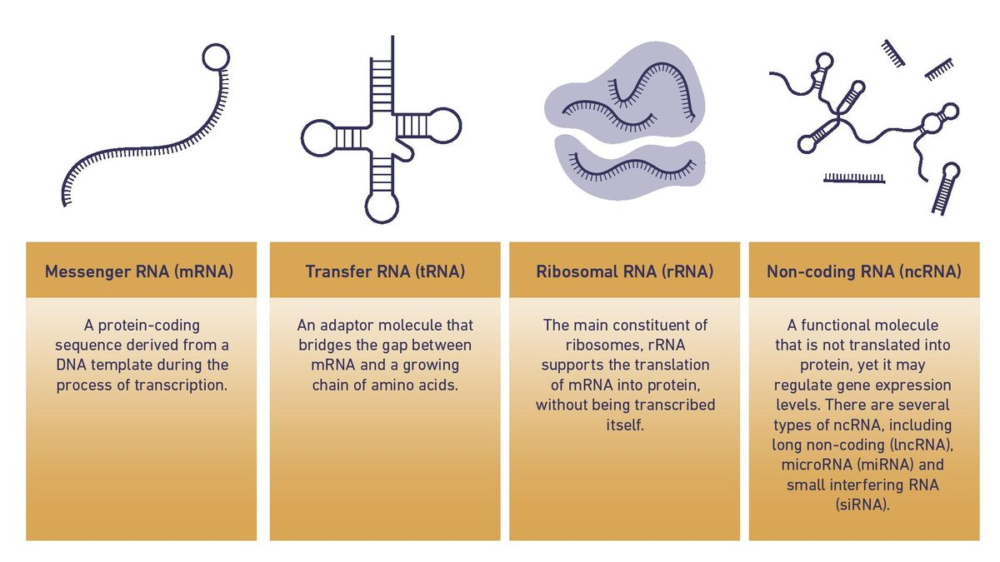 Messenger RNA (mRNA)
A protein-coding
sequence derived from a
DNA template during the
process of transcription.
Transfer RNA (tRNA)
An adaptor molecule that
bridges the gap between
mRNA and a growing
chain of amino acids.
Ribosomal RNA (rRNA)
The main constituent of
ribosomes, rRNA
supports the translation
of mRNA into protein,
without being transcribed
itself.
Non-coding RNA (ncRNA)
A functional molecule
that is not translated into
protein, yet it may
regulate gene expression
levels. There are several
types of ncRNA, including
long non-coding (lncRNA),
microRNA (miRNA) and
small interfering RNA
(siRNA).